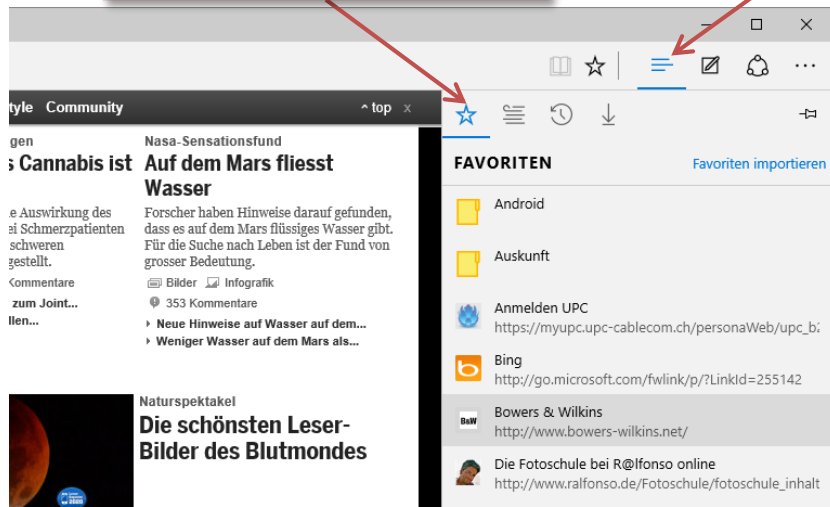 tyle Community
^ top x
gen
s Cannabis ist
e Auswirkung des
ei Schmerzpatienten
schweren
gestellt.
Kommentare
zum Joint...
llen...
Nasa-Sensationsfund
Auf dem Mars fliesst
Wasser
Forscher haben Hinweise darauf gefunden,
dass es auf dem Mars flüssiges Wasser gibt.
Für die Suche nach Leben ist der Fund von
grosser Bedeutung.
Bilder Infografik
353 Kommentare
Neue Hinweise auf Wasser auf dem...
Weniger Wasser auf dem Mars als...
Naturspektakel
Die schönsten Leser-
Bilder des Blutmondes
FAVORITEN
Favoriten importieren
Android
Auskunft
Anmelden UPC
https://myupc.upc-cablecom.ch/personaWeb/upc_b2
Bing
http://go.microsoft.com/fwlink/p/?LinkId=255142
B&W
Bowers & Wilkins
http://www.bowers-wilkins.net/
Die Fotoschule bei R@lfonso online
http://www.ralfonso.de/Fotoschule/fotoschule_inhalt